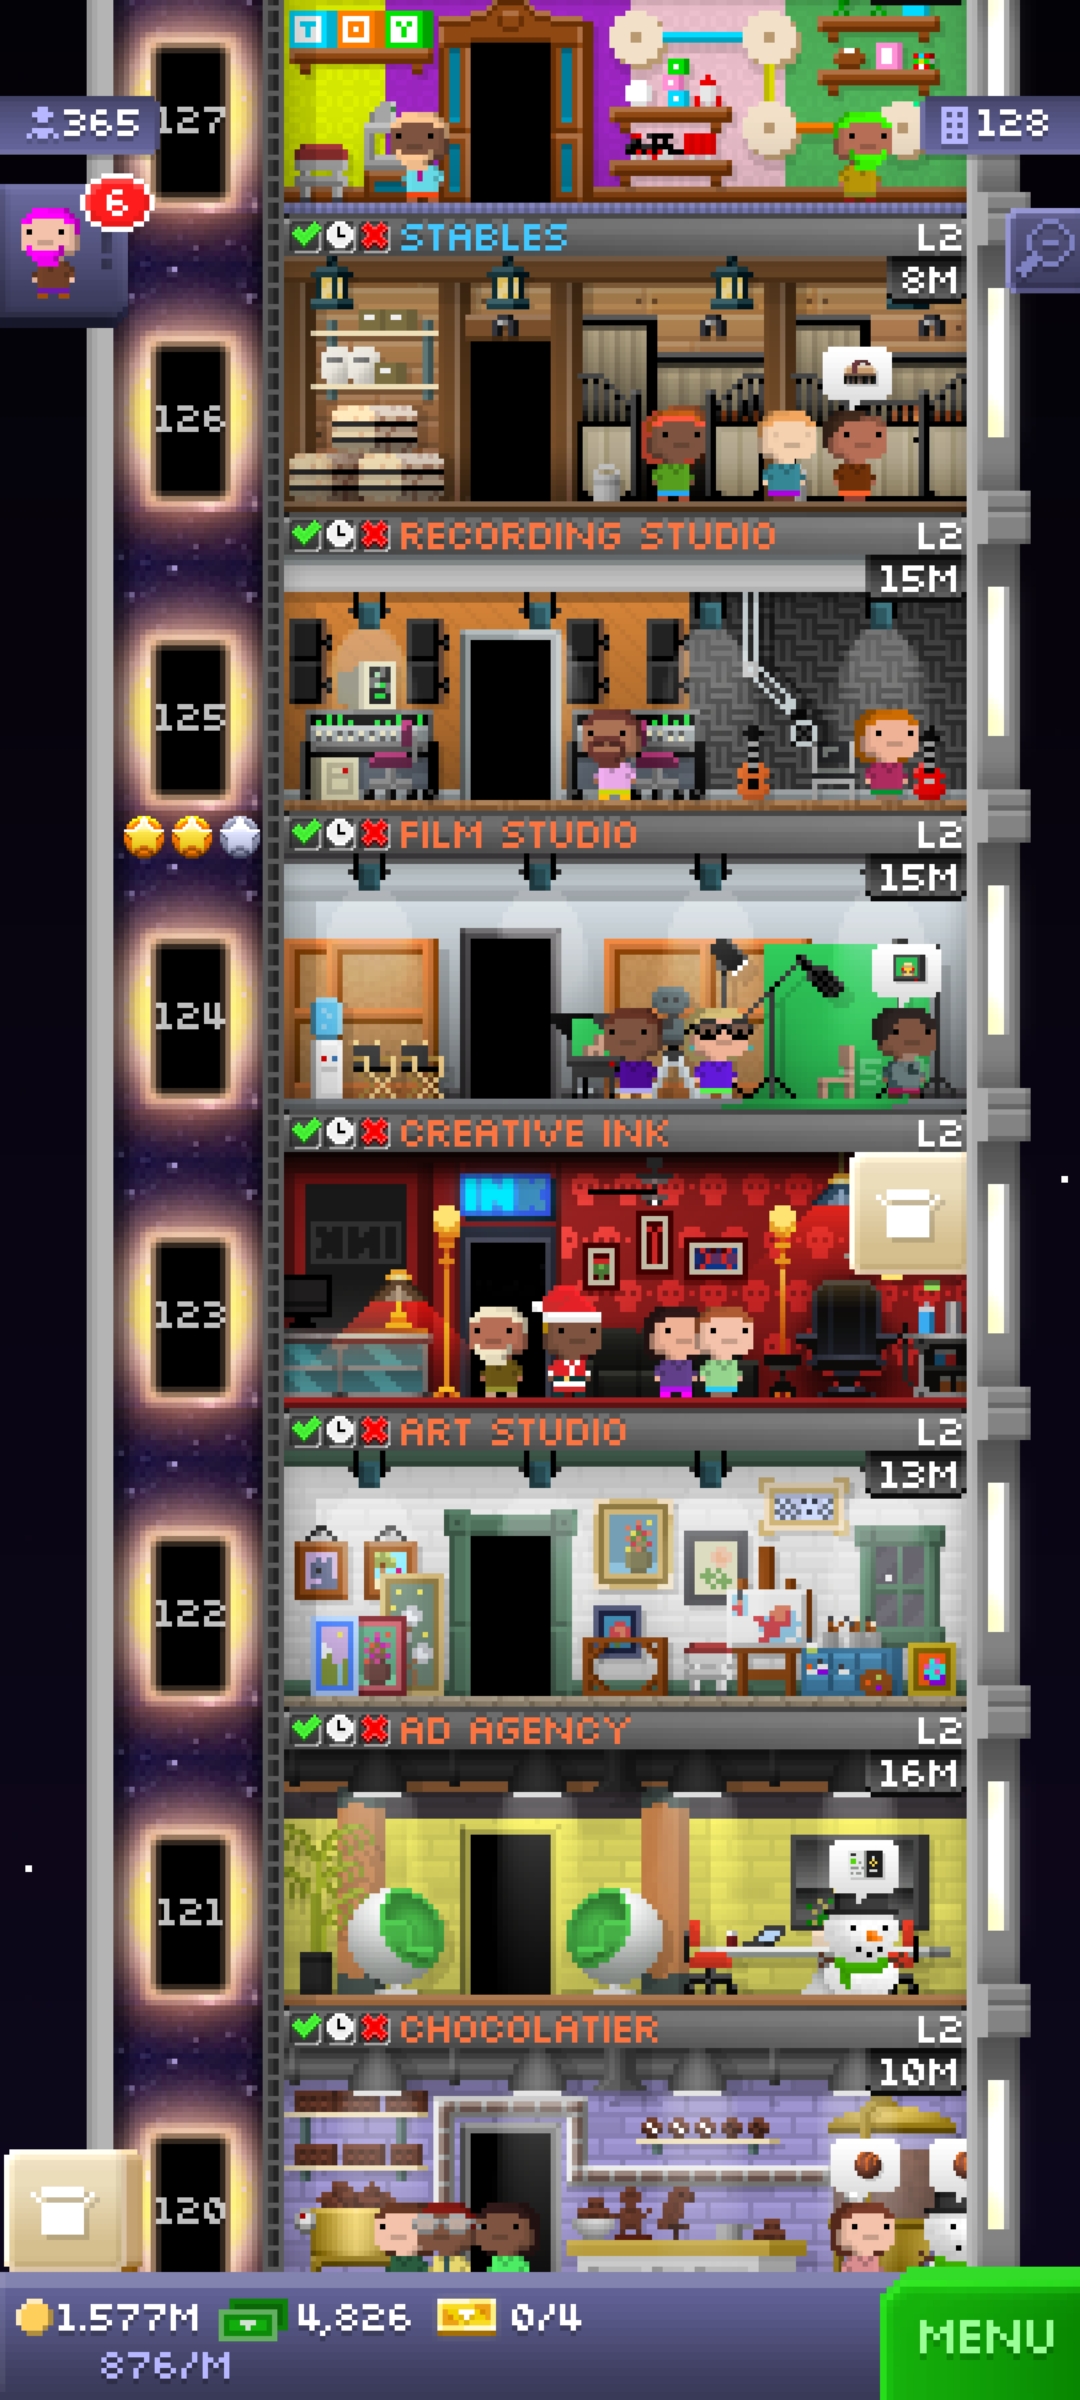 TOY
127
365
128
6
STABLES L2
8M
126
RECORDING STUDIO L2
15M
125
FILM STUDIO L2
15M
124
CREATIVE INK L2
INK
INK
123
ART STUDIO L2
13M
122
AD AGENCY L2
16M
121
CHOCOLATIER L2
10M
120
1.577M 4,826 0/4
876/M
MENU